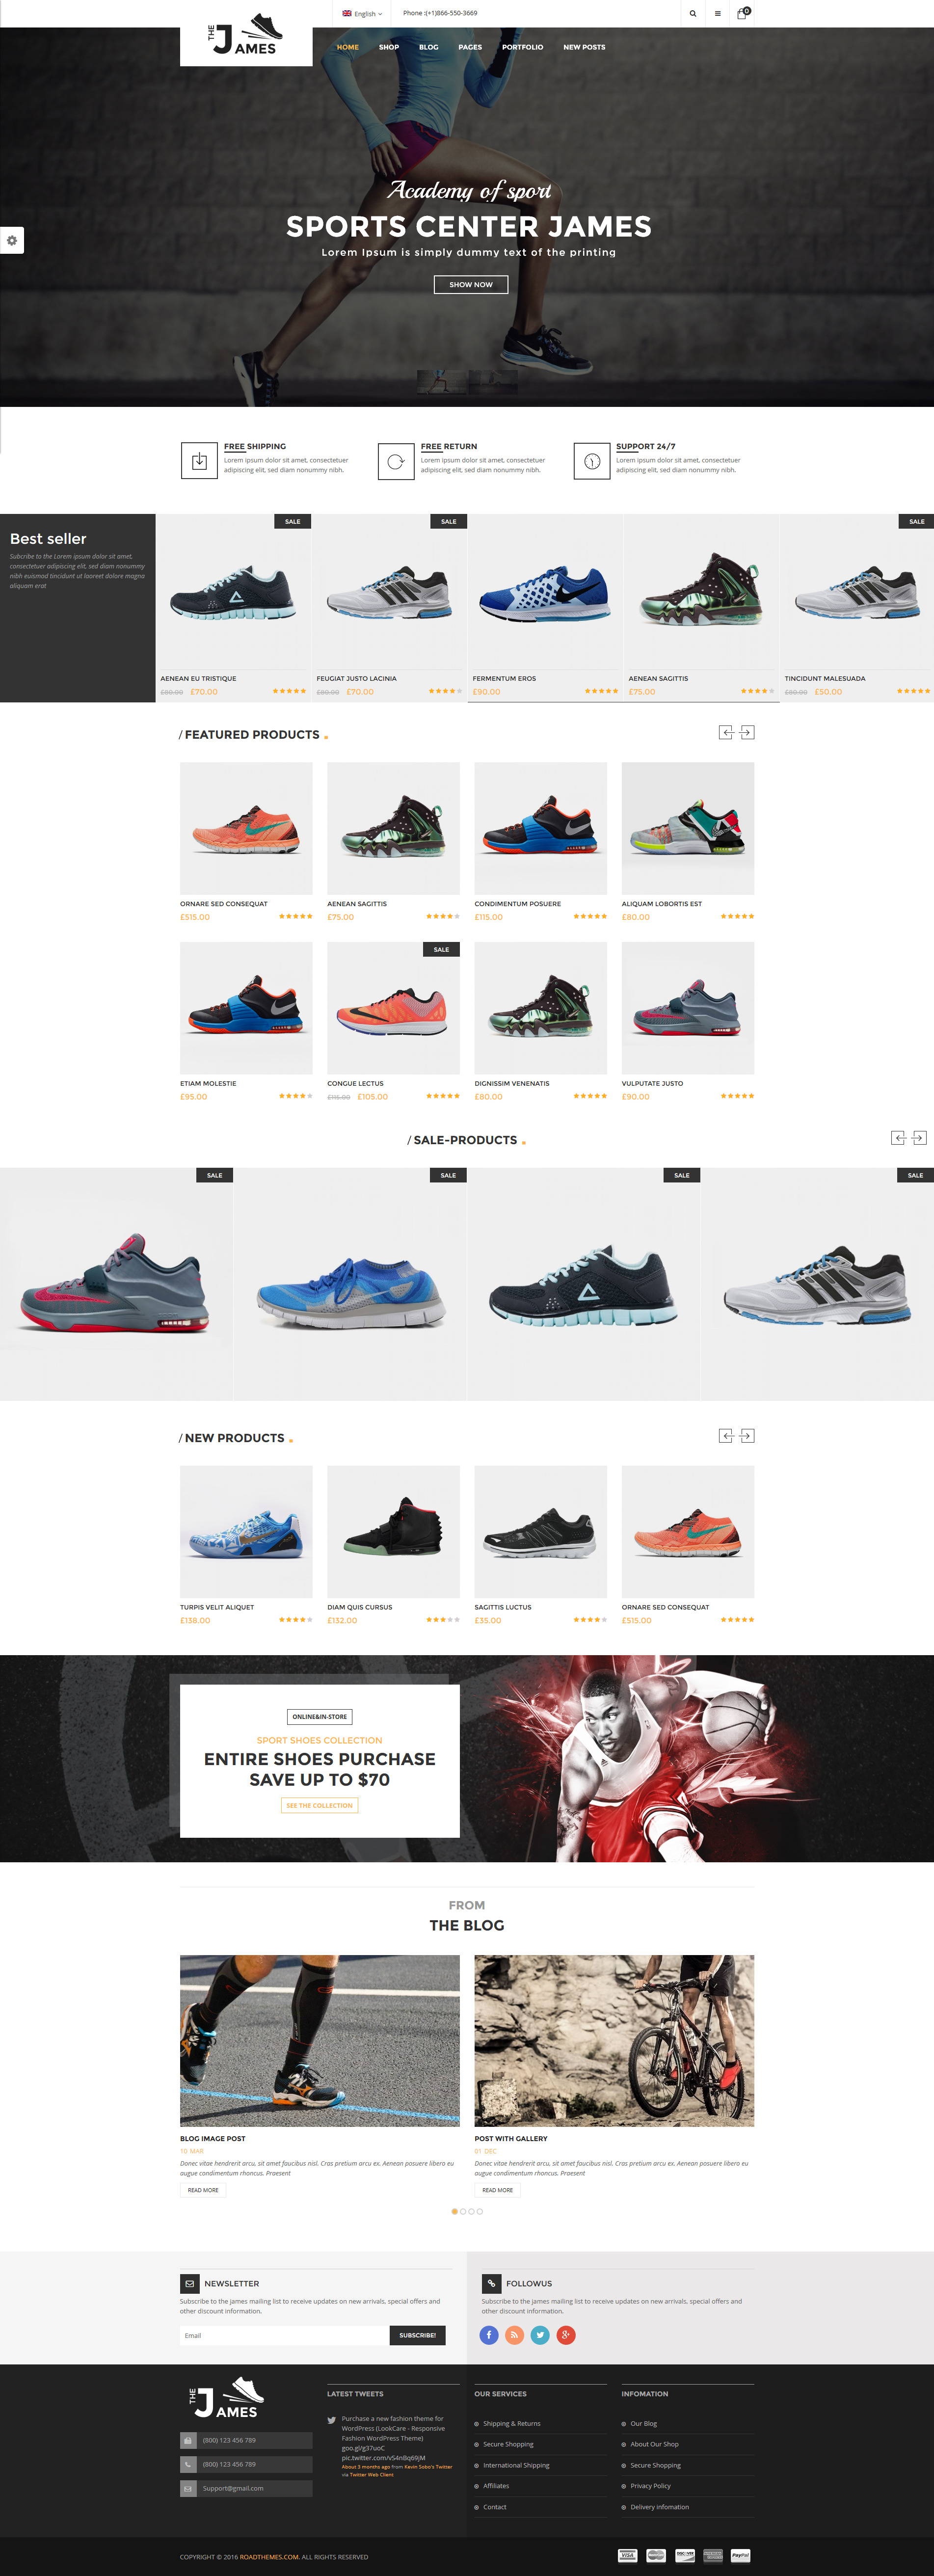 THE JAMES
English
Phone :(+1)866-550-3669
0
HOME SHOP BLOG PAGES PORTFOLIO NEW POSTS
Academy of sport
SPORTS CENTER JAMES
Lorem Ipsum is simply dummy text of the printing
SHOW NOW
FREE SHIPPING
Lorem ipsum dolor sit amet, consectetuer
adipiscing elit, sed diam nonummy nibh.
FREE RETURN
Lorem ipsum dolor sit amet, consectetuer
adipiscing elit, sed diam nonummy nibh.
SUPPORT 24/7
Lorem ipsum dolor sit amet, consectetuer
adipiscing elit, sed diam nonummy nibh.
Best seller
Subcribe to the Lorem ipsum dolor sit amet,
consectetuer adipiscing elit, sed diam nonummy
nibh euismod tincidunt ut laoreet dolore magna
aliquam erat
SALE
AENEAN EU TRISTIQUE
£80.00 £70.00
SALE
FEUGIAT JUSTO LACINIA
£80.00 £70.00
FERMENTUM EROS
£90.00
AENEAN SAGITTIS
£75.00
SALE
TINCIDUNT MALESUADA
£80.00 £50.00
/ FEATURED PRODUCTS .
ORNARE SED CONSEQUAT
£515.00
AENEAN SAGITTIS
£75.00
CONDIMENTUM POSUERE
£115.00
ALIQUAM LOBORTIS EST
£80.00
ETIAM MOLESTIE
£95.00
SALE
CONGUE LECTUS
£115.00 £105.00
DIGNISSIM VENENATIS
£80.00
VULPUTATE JUSTO
£90.00
/ SALE-PRODUCTS .
SALE
SALE
SALE
SALE
/ NEW PRODUCTS .
TURPIS VELIT ALIQUET
£138.00
DIAM QUIS CURSUS
£132.00
SAGITTIS LUCTUS
£35.00
ORNARE SED CONSEQUAT
£515.00
ONLINE&IN-STORE
SPORT SHOES COLLECTION
ENTIRE SHOES PURCHASE
SAVE UP TO $70
SEE THE COLLECTION
FROM
THE BLOG
BLOG IMAGE POST
10 MAR
Donec vitae hendrerit arcu, sit amet faucibus nisl. Cras pretium arcu ex. Aenean posuere libero eu
augue condimentum rhoncus. Praesent
READ MORE
POST WITH GALLERY
01 DEC
Donec vitae hendrerit arcu, sit amet faucibus nisl. Cras pretium arcu ex. Aenean posuere libero eu
augue condimentum rhoncus. Praesent
READ MORE
NEWSLETTER
Subscribe to the james mailing list to receive updates on new arrivals, special offers and
other discount information.
Email
SUBSCRIBE!
FOLLOWUS
Subscribe to the james mailing list to receive updates on new arrivals, special offers and
other discount information.
THE JAMES
(800) 123 456 789
(800) 123 456 789
Support@gmail.com
LATEST TWEETS
Purchase a new fashion theme for
WordPress (LookCare - Responsive
Fashion WordPress Theme)
goo.gl/g37uoC
pic.twitter.com/vS4nBq69jM
About 3 months ago from Kevin Sobo's Twitter
via Twitter Web Client
OUR SERVICES
Shipping & Returns
Secure Shopping
International Shipping
Affiliates
Contact
INFOMATION
Our Blog
About Our Shop
Secure Shopping
Privacy Policy
Delivery infomation
COPYRIGHT © 2016 ROADTHEMES.COM. ALL RIGHTS RESERVED
VISA
PayPal